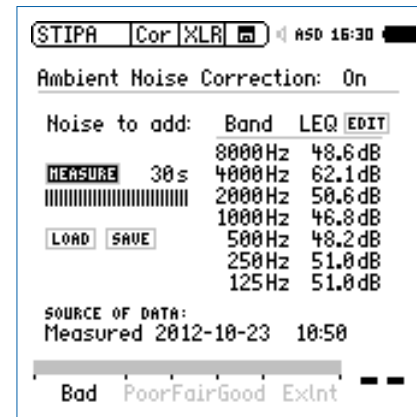 STIPA Cor XLR ASD 16:30
Ambient Noise Correction: On
Noise to add: Band LEQ EDIT
8000Hz 48.6dB
MEASURE 30s 4000Hz 62.1dB
2000Hz 50.6dB
1000Hz 46.8dB
LOAD SAVE 500Hz 48.2dB
250Hz 51.0dB
125Hz 51.0dB
SOURCE OF DATA:
Measured 2012-10-23 10:50
Bad Poor Fair Good Exlnt --